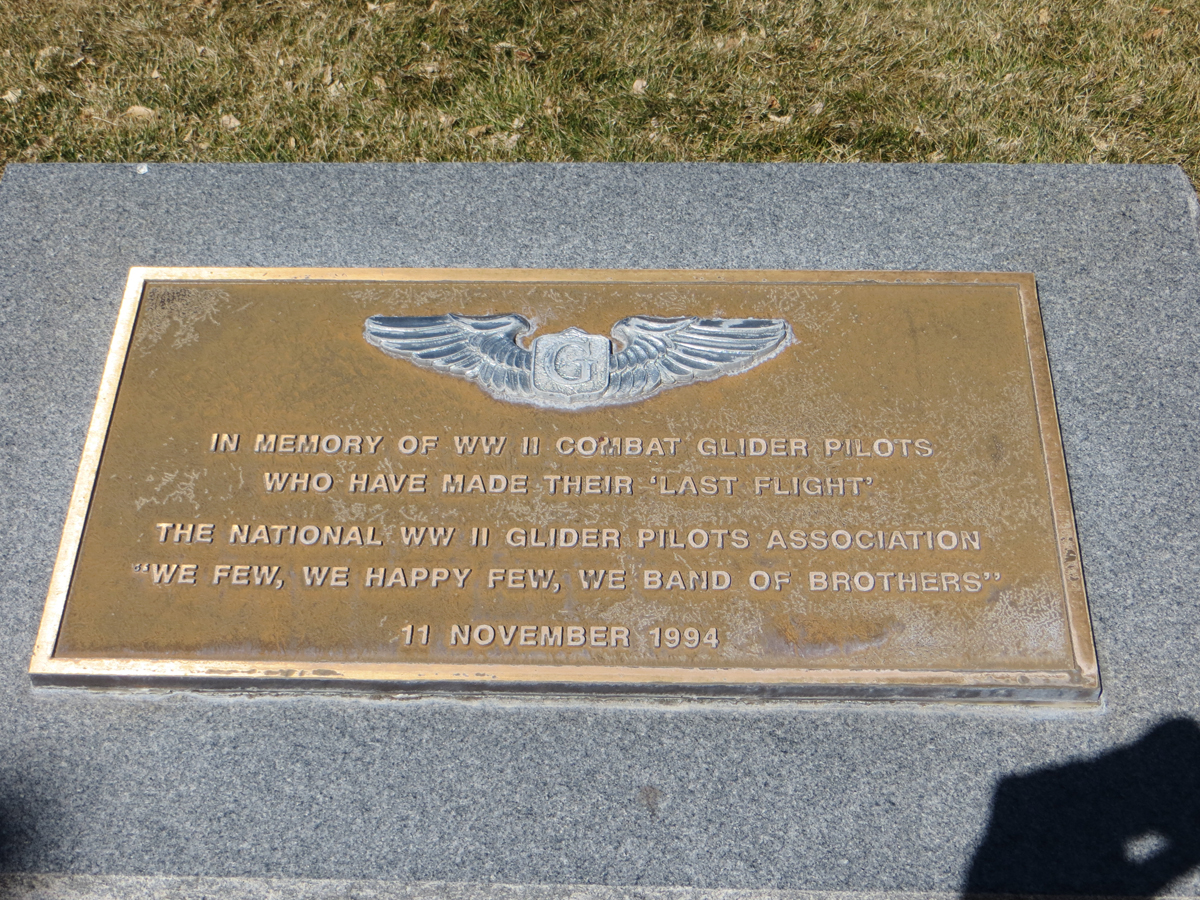 G
IN MEMORY OF WW II COMBAT GLIDER PILOTS
WHO HAVE MADE THEIR 'LAST FLIGHT'
THE NATIONAL WW II GLIDER PILOTS ASSOCIATION
"WE FEW, WE HAPPY FEW, WE BAND OF BROTHERS"
11 NOVEMBER 1994